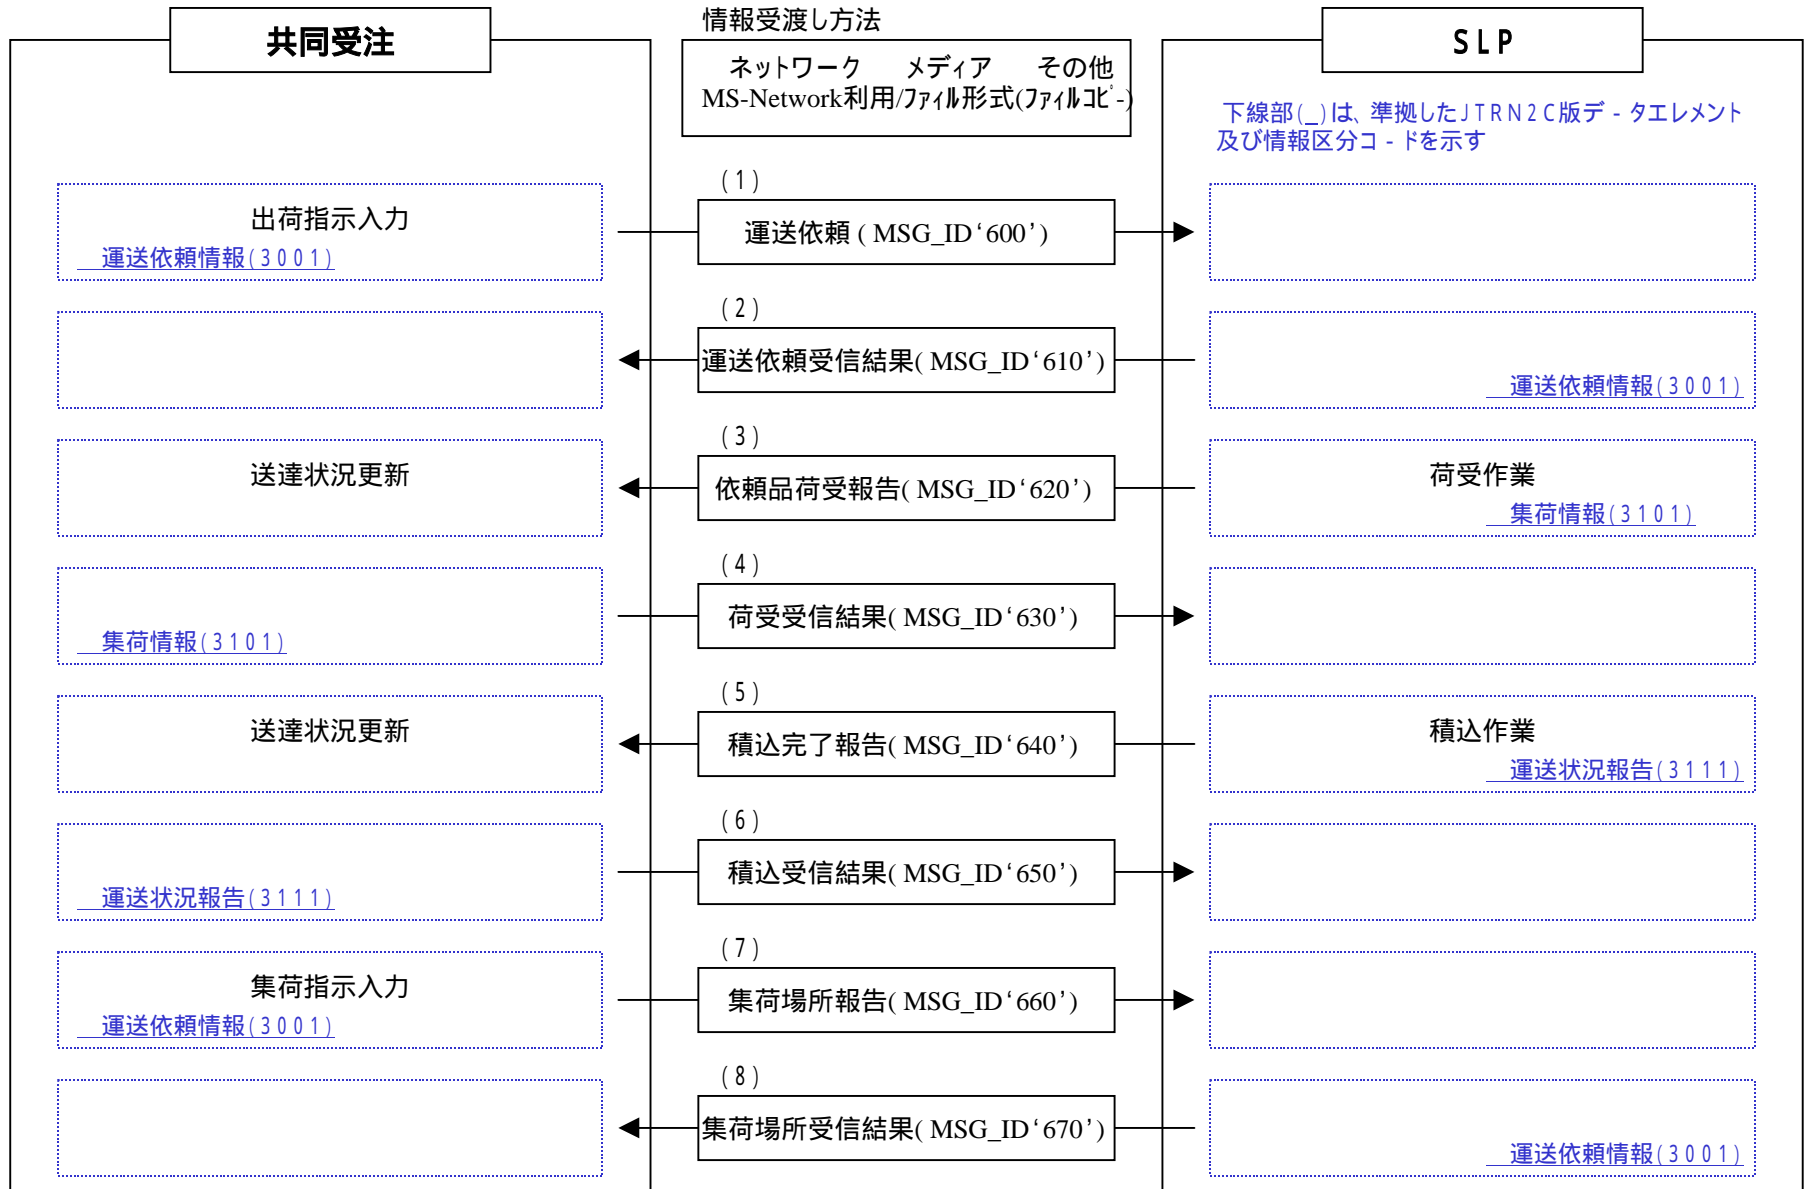 共同受注
情報受渡し方法
SLP
ネットワーク　　メディア　　その他
MS-Network利用/ファイル形式(ファイルコピ-)
下線部(_)は、準拠したJTRN2C版デ-タエレメント
及び情報区分コ-ドを示す
(1)
出荷指示入力
運送依頼情報(3001)
運送依頼(MSG_ID‘600’)
(2)
運送依頼受信結果(MSG_ID‘610’)
運送依頼情報(3001)
(3)
送達状況更新
依頼品荷受報告(MSG_ID‘620’)
荷受作業
集荷情報(3101)
(4)
集荷情報(3101)
荷受受信結果(MSG_ID‘630’)
(5)
送達状況更新
積込完了報告(MSG_ID‘640’)
積込作業
運送状況報告(3111)
(6)
運送状況報告(3111)
積込受信結果(MSG_ID‘650’)
(7)
集荷指示入力
運送依頼情報(3001)
集荷場所報告(MSG_ID‘660’)
(8)
集荷場所受信結果(MSG_ID‘670’)
運送依頼情報(3001)